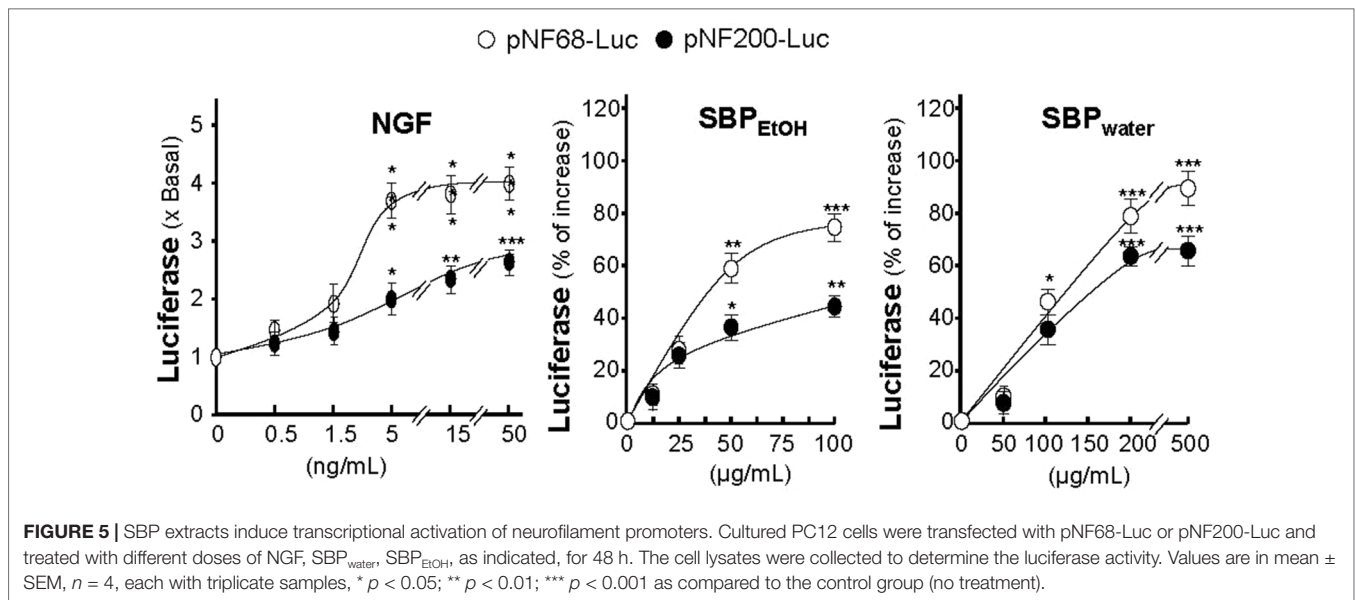 ○ pNF68-Luc ● pNF200-Luc
NGF
Luciferase (x Basal)
5
4
3
2
1
0
* * *
* * *
* * *
* ** ***
0 0.5 1.5 5 15 50
(ng/mL)
SBP EtOH
Luciferase (% of increase)
120
100
80
60
40
20
0
***
**
**
*
0 25 50 100
(µg/mL)
SBP water
Luciferase (% of increase)
120
100
80
60
40
20
0
***
***
*** ***
*
0 50 100 150 200 500
(µg/mL)
FIGURE 5 | SBP extracts induce transcriptional activation of neurofilament promoters. Cultured PC12 cells were transfected with pNF68-Luc or pNF200-Luc and
treated with different doses of NGF, SBPwater, SBPEtOH, as indicated, for 48 h. The cell lysates were collected to determine the luciferase activity. Values are in mean ±
SEM, n = 4, each with triplicate samples, * p < 0.05; ** p < 0.01; *** p < 0.001 as compared to the control group (no treatment).